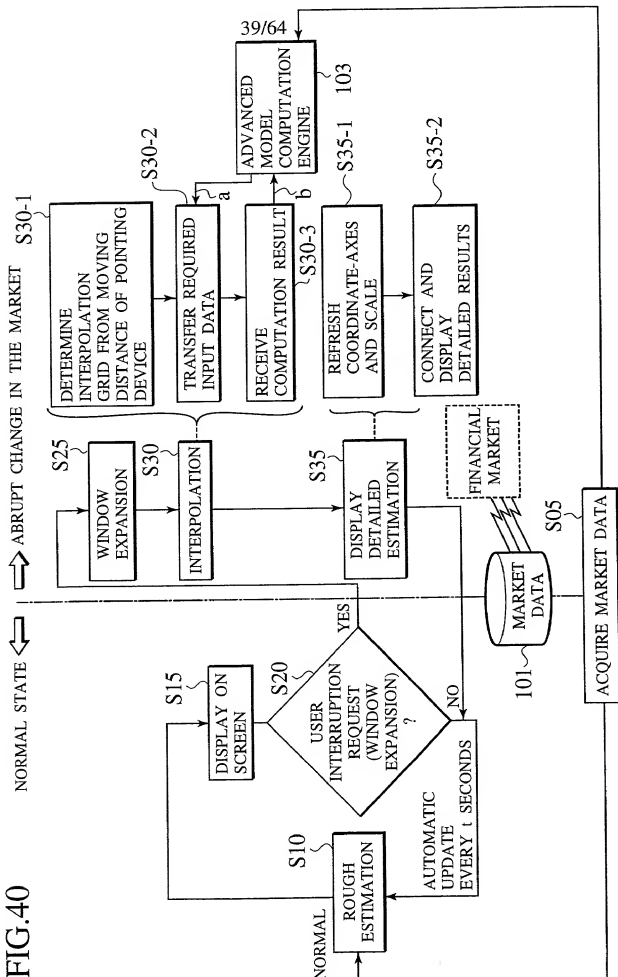 FIG.40
NORMAL STATE
ABRUPT CHANGE IN THE MARKET
39/64
NORMAL
S10
ROUGH
ESTIMATION
AUTOMATIC
UPDATE
EVERY t SECONDS
S15
DISPLAY ON
SCREEN
S20
USER
INTERRUPTION
REQUEST
(WINDOW
EXPANSION)
?
YES
NO
S25
WINDOW
EXPANSION
S30
INTERPOLATION
S35
DISPLAY
DETAILED
ESTIMATION
S30-1
DETERMINE
INTERPOLATION
GRID FROM MOVING
DISTANCE OF POINTING
DEVICE
S30-2
TRANSFER REQUIRED
INPUT DATA
RECEIVE
COMPUTATION RESULT
S30-3
a
b
ADVANCED
MODEL
COMPUTATION
ENGINE
103
S35-1
REFRESH
COORDINATE-AXES
AND SCALE
CONNECT AND
DISPLAY
DETAILED RESULTS
S35-2
FINANCIAL
MARKET
MARKET
DATA
101
S05
ACQUIRE MARKET DATA